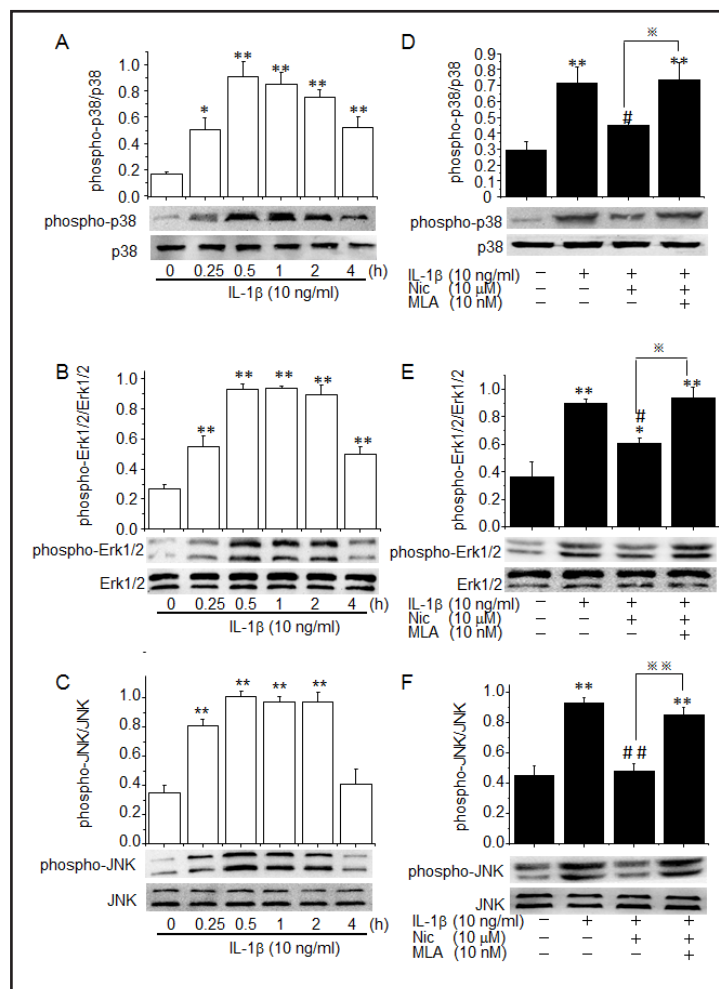 A
phospho-p38/p38
1.0
0.8
0.6
0.4
0.2
0.0
* ** ** ** **
phospho-p38
p38
0 0.25 0.5 1 2 4 (h)
IL-1β (10 ng/ml)
B
phospho-Erk1/2/Erk1/2
1.0
0.8
0.6
0.4
0.2
0.0
** ** ** ** **
phospho-Erk1/2
Erk1/2
0 0.25 0.5 1 2 4 (h)
IL-1β (10 ng/ml)
C
phospho-JNK/JNK
1.0
0.8
0.6
0.4
0.2
0.0
** ** ** **
phospho-JNK
JNK
0 0.25 0.5 1 2 4 (h)
IL-1β (10 ng/ml)
D
※
phospho-p38/p38
0.9
0.8
0.7
0.6
0.5
0.4
0.3
0.2
0.1
0
** # **
phospho-p38
p38
IL-1β (10 ng/ml) – + + +
Nic (10 μM) – – + +
MLA (10 nM) – – – +
E
※
phospho-Erk1/2/Erk1/2
1.0
0.8
0.6
0.4
0.2
0.0
** # **
*
phospho-Erk1/2
Erk1/2
IL-1β (10 ng/ml) – + + +
Nic (10 μM) – – + +
MLA (10 nM) – – – +
F
※ ※
phospho-JNK/JNK
1.0
0.8
0.6
0.4
0.2
0.0
** ## **
phospho-JNK
JNK
IL-1β (10 ng/ml) – + + +
Nic (10 μM) – – + +
MLA (10 nM) – – – +